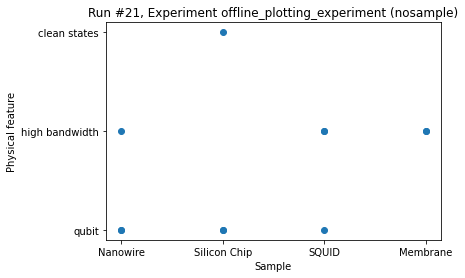 Run #21, Experiment offline_plotting_experiment (nosample)
clean states
high bandwidth
qubit
Physical feature
Nanowire Silicon Chip SQUID Membrane
Sample